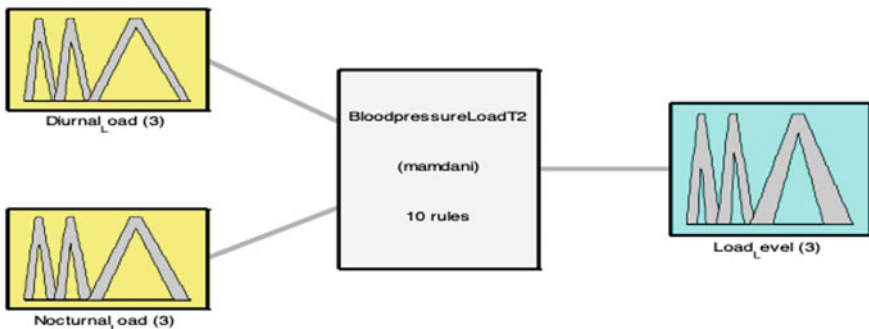 Diurnal_Load (3)
BloodpressureLoadT2
(mamdani)
10 rules
Load_Level (3)
Nocturnal_Load (3)